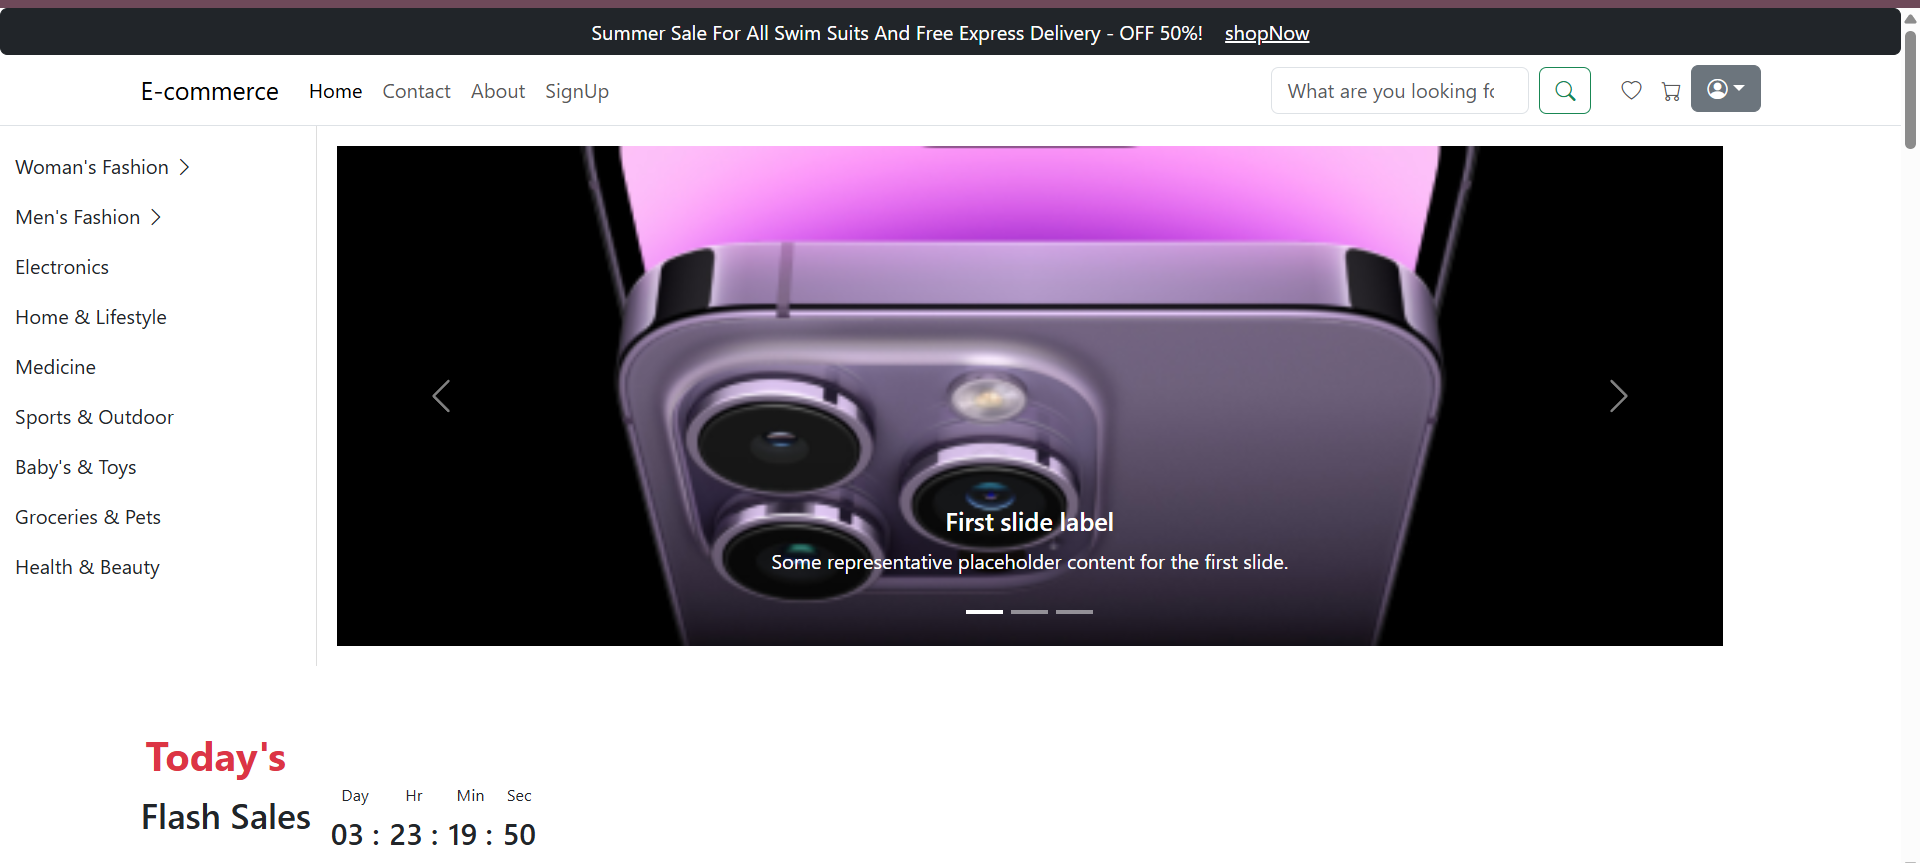 Summer Sale For All Swim Suits And Free Express Delivery - OFF 50%! shopNow
E-commerce Home Contact About SignUp
What are you looking fo
Woman's Fashion
Men's Fashion
Electronics
Home & Lifestyle
Medicine
Sports & Outdoor
Baby's & Toys
Groceries & Pets
Health & Beauty
First slide label
Some representative placeholder content for the first slide.
Today's
Flash Sales
Day Hr Min Sec
03 : 23 : 19 : 50